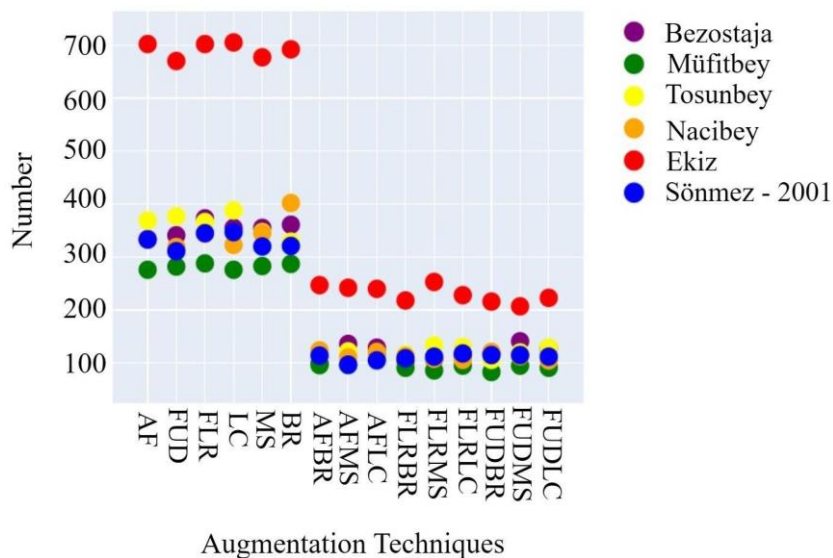 700
600
500
400
300
200
100
Number
AF
FUD
FLR
LC
MS
BR
AFBR
AFMS
AFLC
FLRBR
FLRMS
FLRLC
FUDBR
FUDMS
FUDLC
Augmentation Techniques
Bezostaja
Müfitbey
Tosunbey
Nacibey
Ekiz
Sönmez - 2001